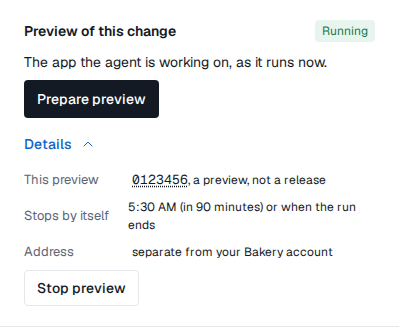 Preview of this change
Running
The app the agent is working on, as it runs now.
Prepare preview
Details
This preview 0123456, a preview, not a release
Stops by itself 5:30 AM (in 90 minutes) or when the run
ends
Address separate from your Bakery account
Stop preview